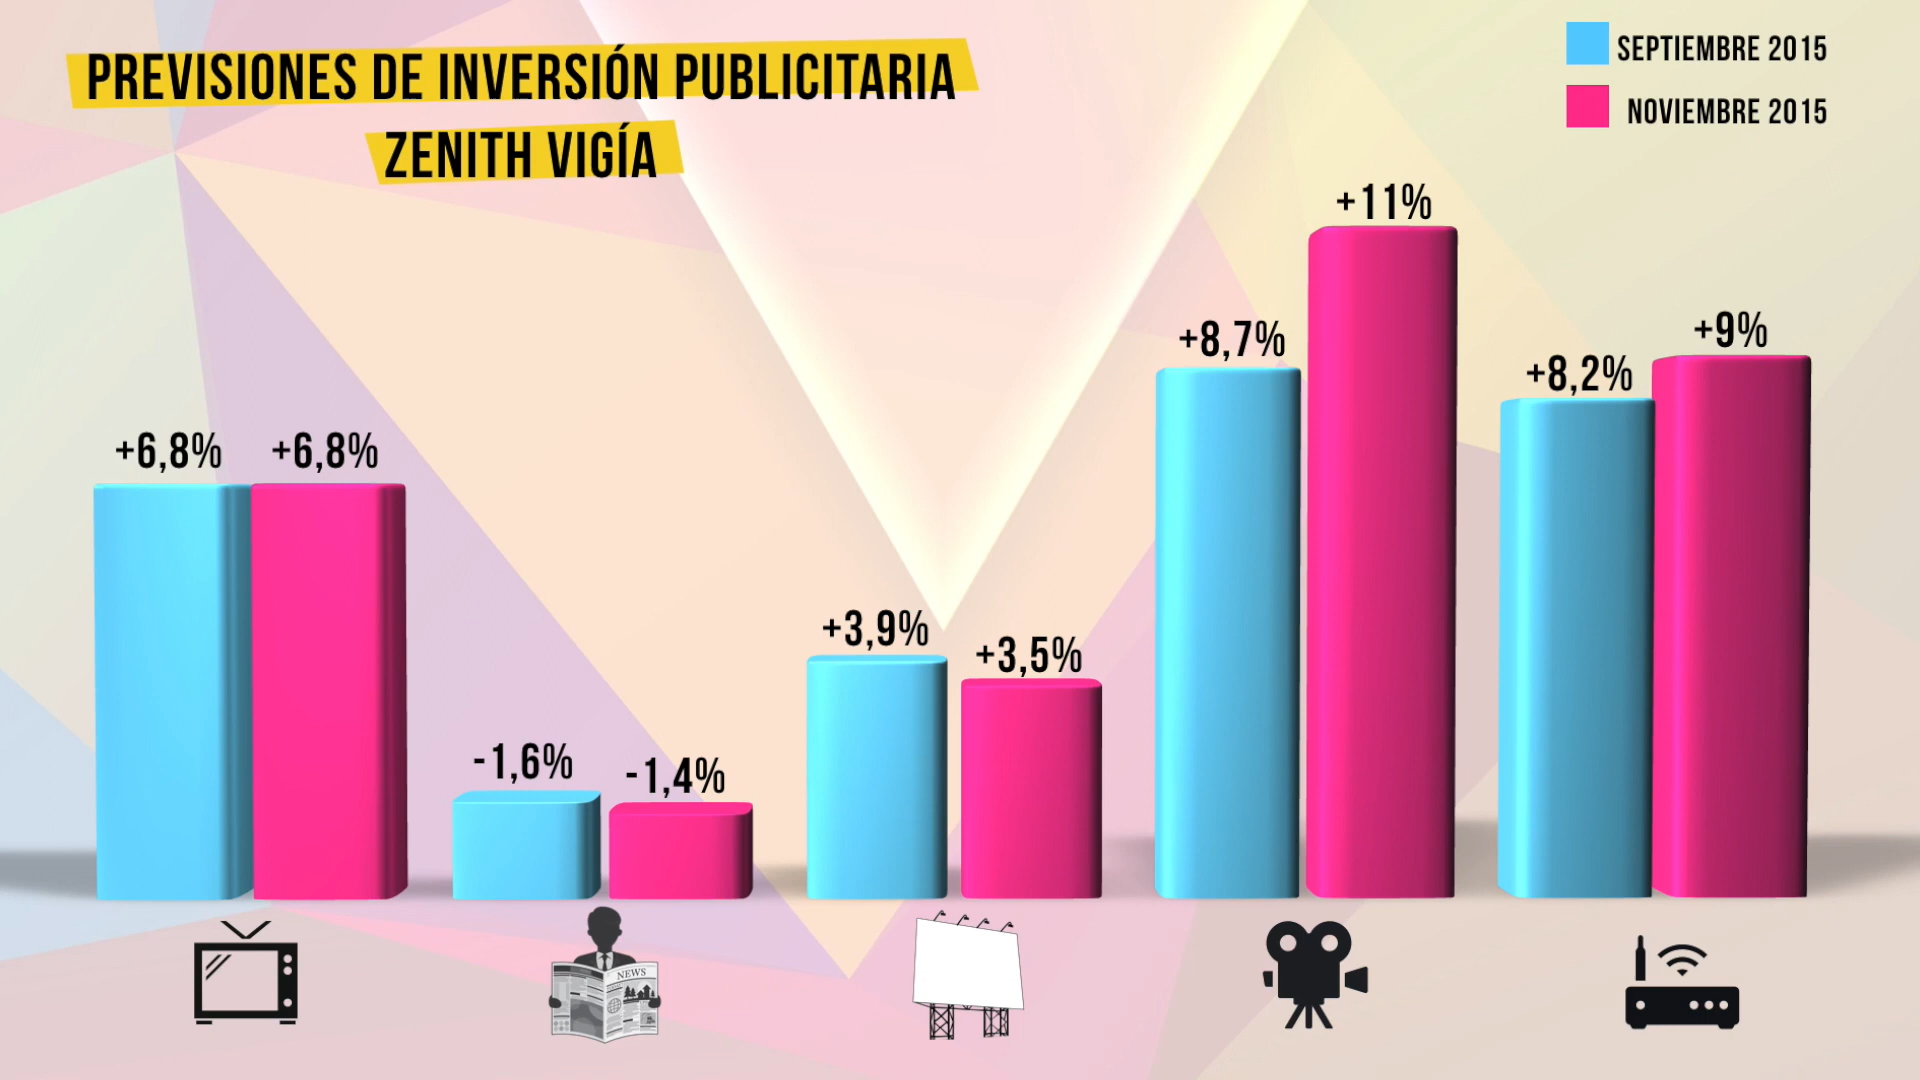 PREVISIONES DE INVERSIÓN PUBLICITARIA
ZENITH VIGÍA
SEPTIEMBRE 2015
NOVIEMBRE 2015
+6,8%
+6,8%
-1,6%
-1,4%
+3,9%
+3,5%
+8,7%
+11%
+8,2%
+9%
NEWS